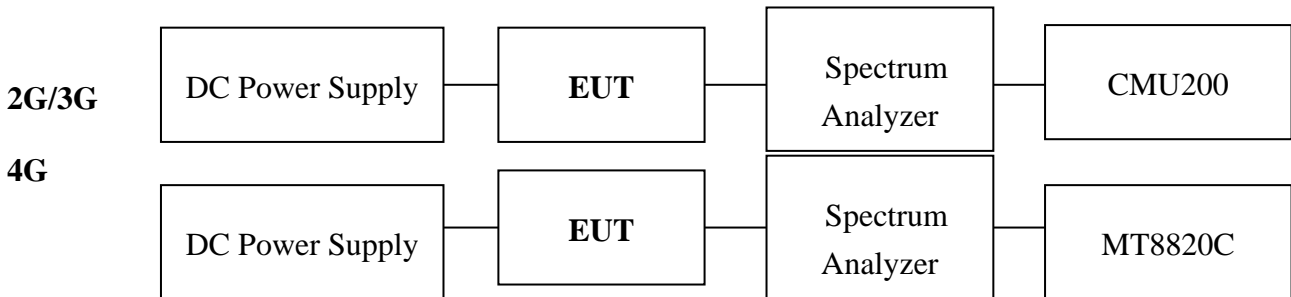 2G/3G
DC Power Supply
EUT
Spectrum
Analyzer
CMU200
4G
DC Power Supply
EUT
Spectrum
Analyzer
MT8820C